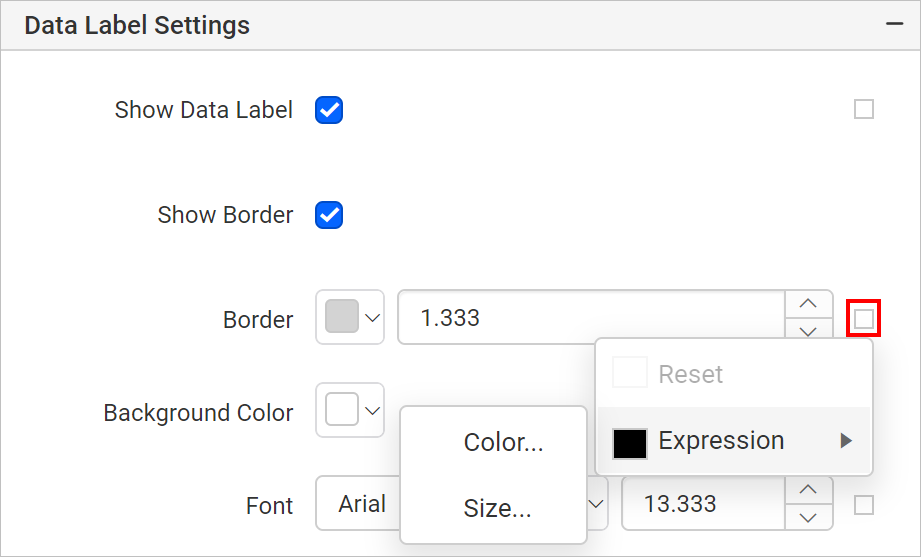 Data Label Settings
Show Data Label
Show Border
Border 1.333
Reset
Background Color
Expression
Color...
Size...
Font Arial 13.333